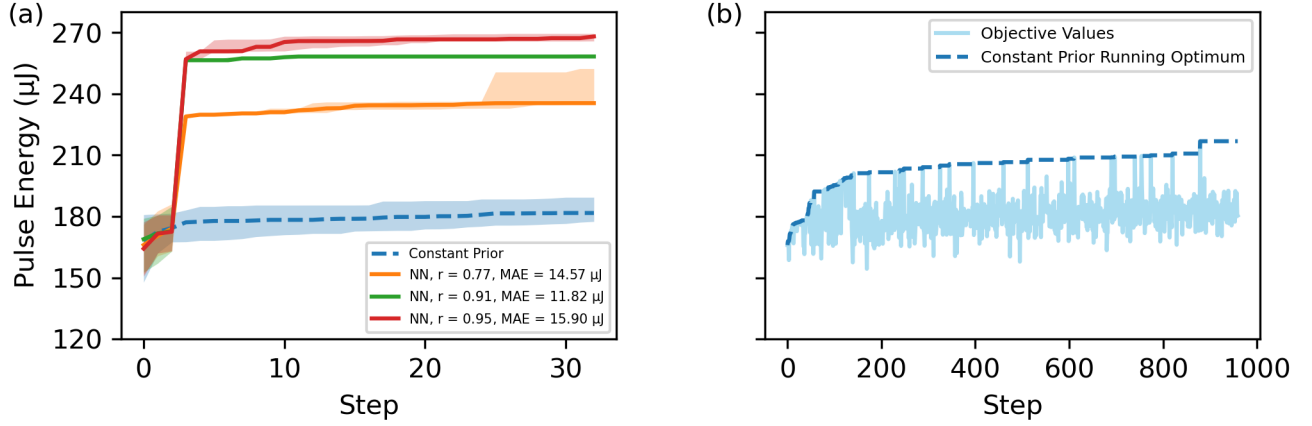 (a)
Pulse Energy (µJ)
270
240
210
180
150
120
0
10
20
30
Step
Constant Prior
NN, r = 0.77, MAE = 14.57 µJ
NN, r = 0.91, MAE = 11.82 µJ
NN, r = 0.95, MAE = 15.90 µJ
(b)
Objective Values
Constant Prior Running Optimum
0
200
400
600
800
1000
Step